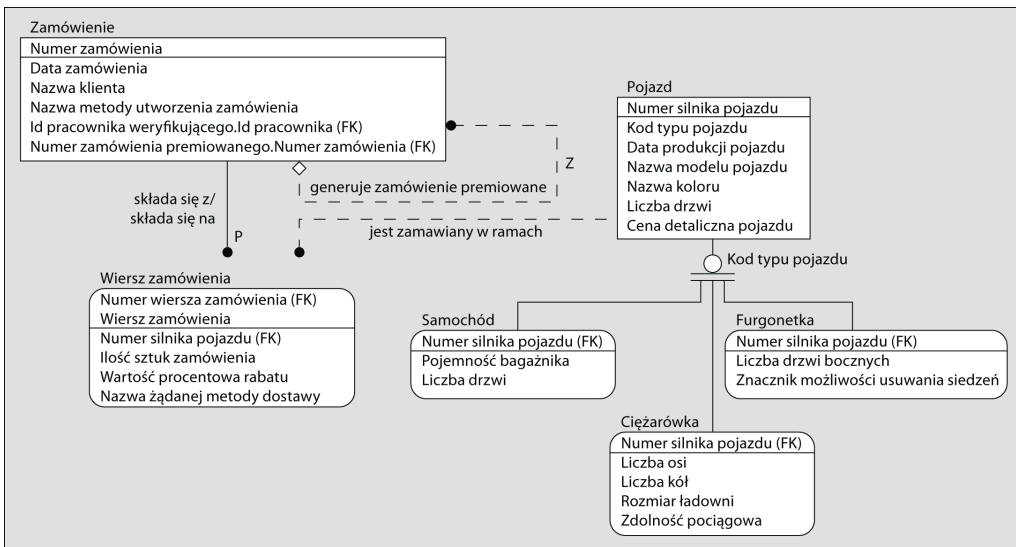 Zamówienie
Numer zamówienia
Data zamówienia
Nazwa klienta
Nazwa metody utworzenia zamówienia
Id pracownika weryfikującego.Id pracownika (FK)
Numer zamówienia premiowanego.Numer zamówienia (FK)
Z
generuje zamówienie premiowane
składa się z/
składa się na
P
jest zamawiany w ramach
Pojazd
Numer silnika pojazdu
Kod typu pojazdu
Data produkcji pojazdu
Nazwa modelu pojazdu
Nazwa koloru
Liczba drzwi
Cena detaliczna pojazdu
Kod typu pojazdu
Wiersz zamówienia
Numer wiersza zamówienia (FK)
Wiersz zamówienia
Numer silnika pojazdu (FK)
Ilość sztuk zamówienia
Wartość procentowa rabatu
Nazwa żądanej metody dostawy
Samochód
Numer silnika pojazdu (FK)
Pojemność bagażnika
Liczba drzwi
Furgonetka
Numer silnika pojazdu (FK)
Liczba drzwi bocznych
Znacznik możliwości usuwania siedzeń
Ciężarówka
Numer silnika pojazdu (FK)
Liczba osi
Liczba kół
Rozmiar ładowni
Zdolność pociągowa